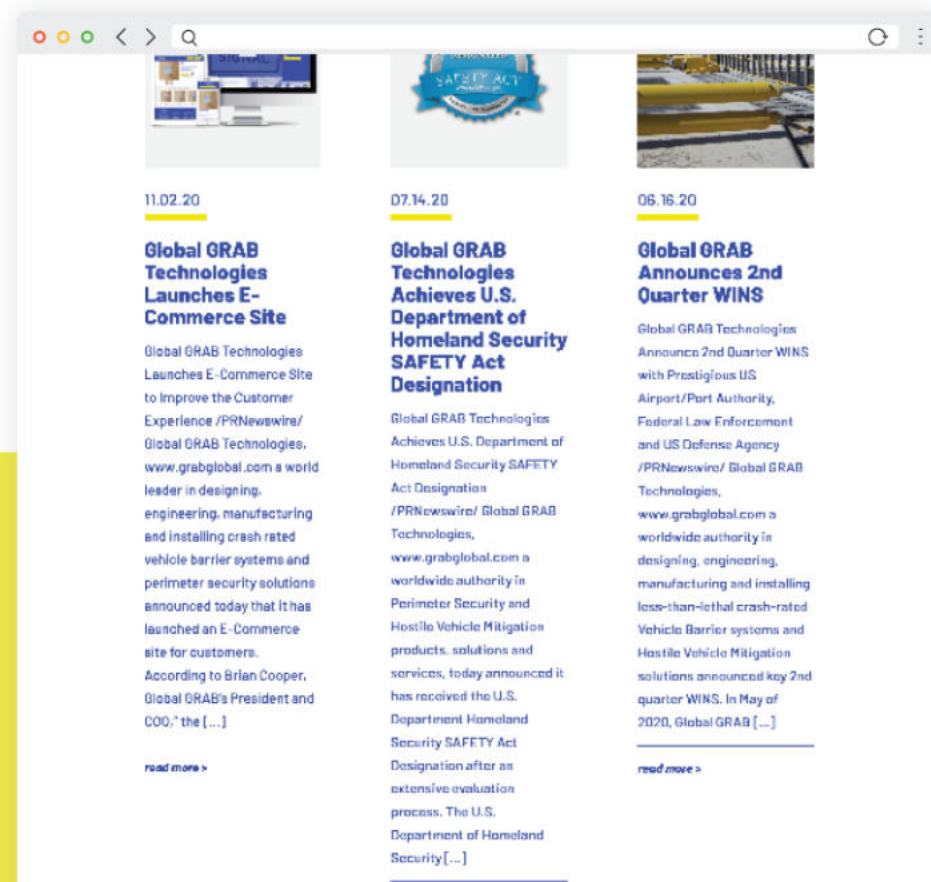 SIGNAL
SAFETY ACT
11.02.20
Global GRAB
Technologies
Launches E-
Commerce Site
Global GRAB Technologies
Launches E-Commerce Site
to Improve the Customer
Experience /PRNewswire/
Global GRAB Technologies,
www.grabglobal.com a world
leader in designing,
engineering, manufacturing
and installing crash rated
vehicle barrier systems and
perimeter security solutions
announced today that it has
launched an E-Commerce
site for customers.
According to Brian Cooper,
Global GRAB's President and
COO," the [...]
read more >
07.14.20
Global GRAB
Technologies
Achieves U.S.
Department of
Homeland Security
SAFETY Act
Designation
Global GRAB Technologies
Achieves U.S. Department of
Homeland Security SAFETY
Act Designation
/PRNewswire/ Global GRAB
Technologies,
www.grabglobal.com a
worldwide authority in
Perimeter Security and
Hostile Vehicle Mitigation
products, solutions and
services, today announced it
has received the U.S.
Department Homeland
Security SAFETY Act
Designation after an
extensive evaluation
process. The U.S.
Department of Homeland
Security [...]
06.16.20
Global GRAB
Announces 2nd
Quarter WINS
Global GRAB Technologies
Announce 2nd Quarter WINS
with Prestigious US
Airport/Port Authority,
Federal Law Enforcement
and US Defense Agency
/PRNewswire/ Global GRAB
Technologies,
www.grabglobal.com a
worldwide authority in
designing, engineering,
manufacturing and installing
less-than-lethal crash-rated
Vehicle Barrier systems and
Hostile Vehicle Mitigation
solutions announced key 2nd
quarter WINS. In May of
2020, Global GRAB [...]
read more >